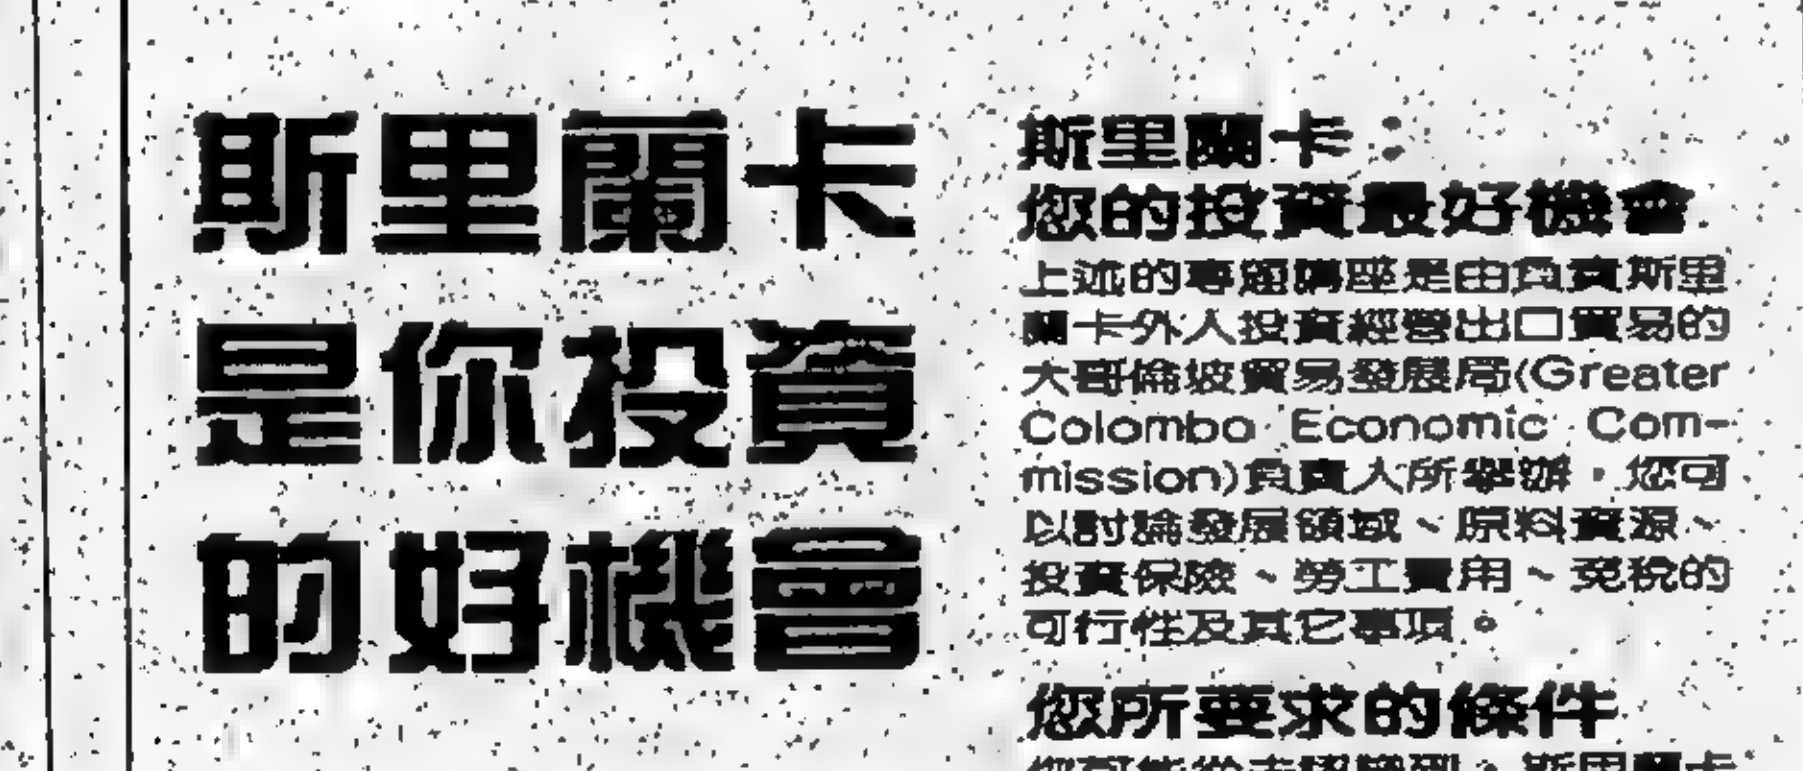 斯里蘭卡
是你投資
的好機會
斯里蘭卡：
您的投資最好機會
上述的專題講座是由負責斯里
蘭卡外人投資經營出口貿易的
大哥倫坡貿易發展局(Greater
Colombo Economic Com-
mission)負責人所舉辦，您可
以討論發展領域、原料資源、
投資保險、勞工費用、免稅的
可行性及其它事項。
您所要求的條件